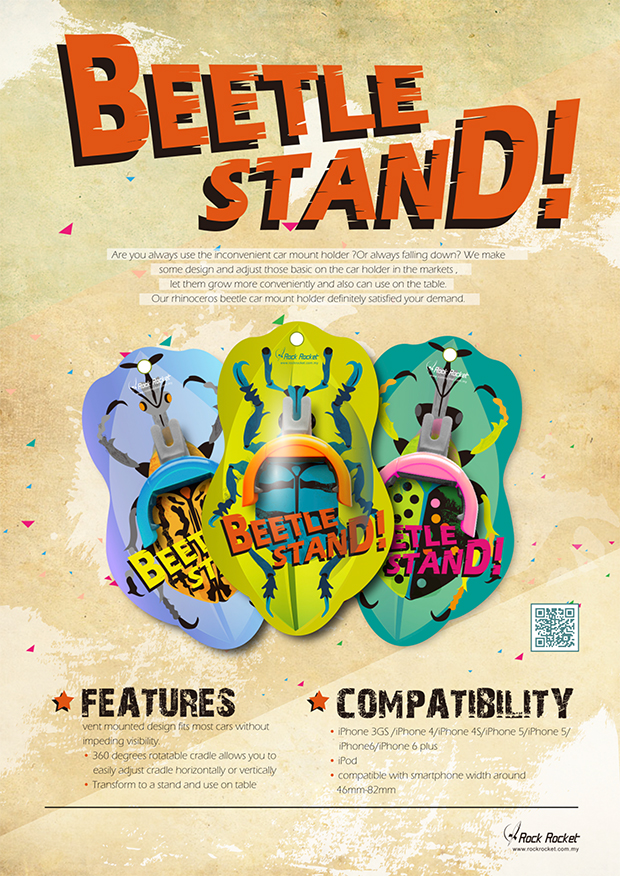 BEETLE
STAND!
Are you always use the inconvenient car mount holder ?Or always falling down? We make
some design and adjust those basic on the car holder in the markets ,
let them grow more conveniently and also can use on the table.
Our rhinoceros beetle car mount holder definitely satisfied your demand.
Rock Rocket
Rock Rocket
Rock Rocket
BEETLE
STA
BEETLE
STAND!
ETLE
STAND!
FEATURES
vent mounted design fits most cars without
impeding visibility.
• 360 degrees rotatable cradle allows you to
easily adjust cradle horizontally or vertically
• Transform to a stand and use on table
COMPATIBILITY
• iPhone 3GS /iPhone 4/iPhone 4S/iPhone 5/iPhone 5/
iPhone6/iPhone 6 plus
• iPod
• compatible with smartphone width around
46mm-82mm
Rock Rocket
www.rockrocket.com.my